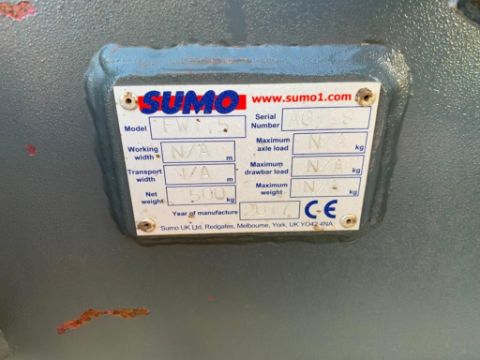 SUMO www.sumo1.com
Model Serial Number
Working width N/A m Maximum axle load N/A kg
Transport width N/A m Maximum drawbar load N/A kg
Net weight kg Maximum weight N/A kg
Year of manufacture 2017 CE
Sumo UK Ltd, Redgates, Melbourne, York, UK YO42 4NA